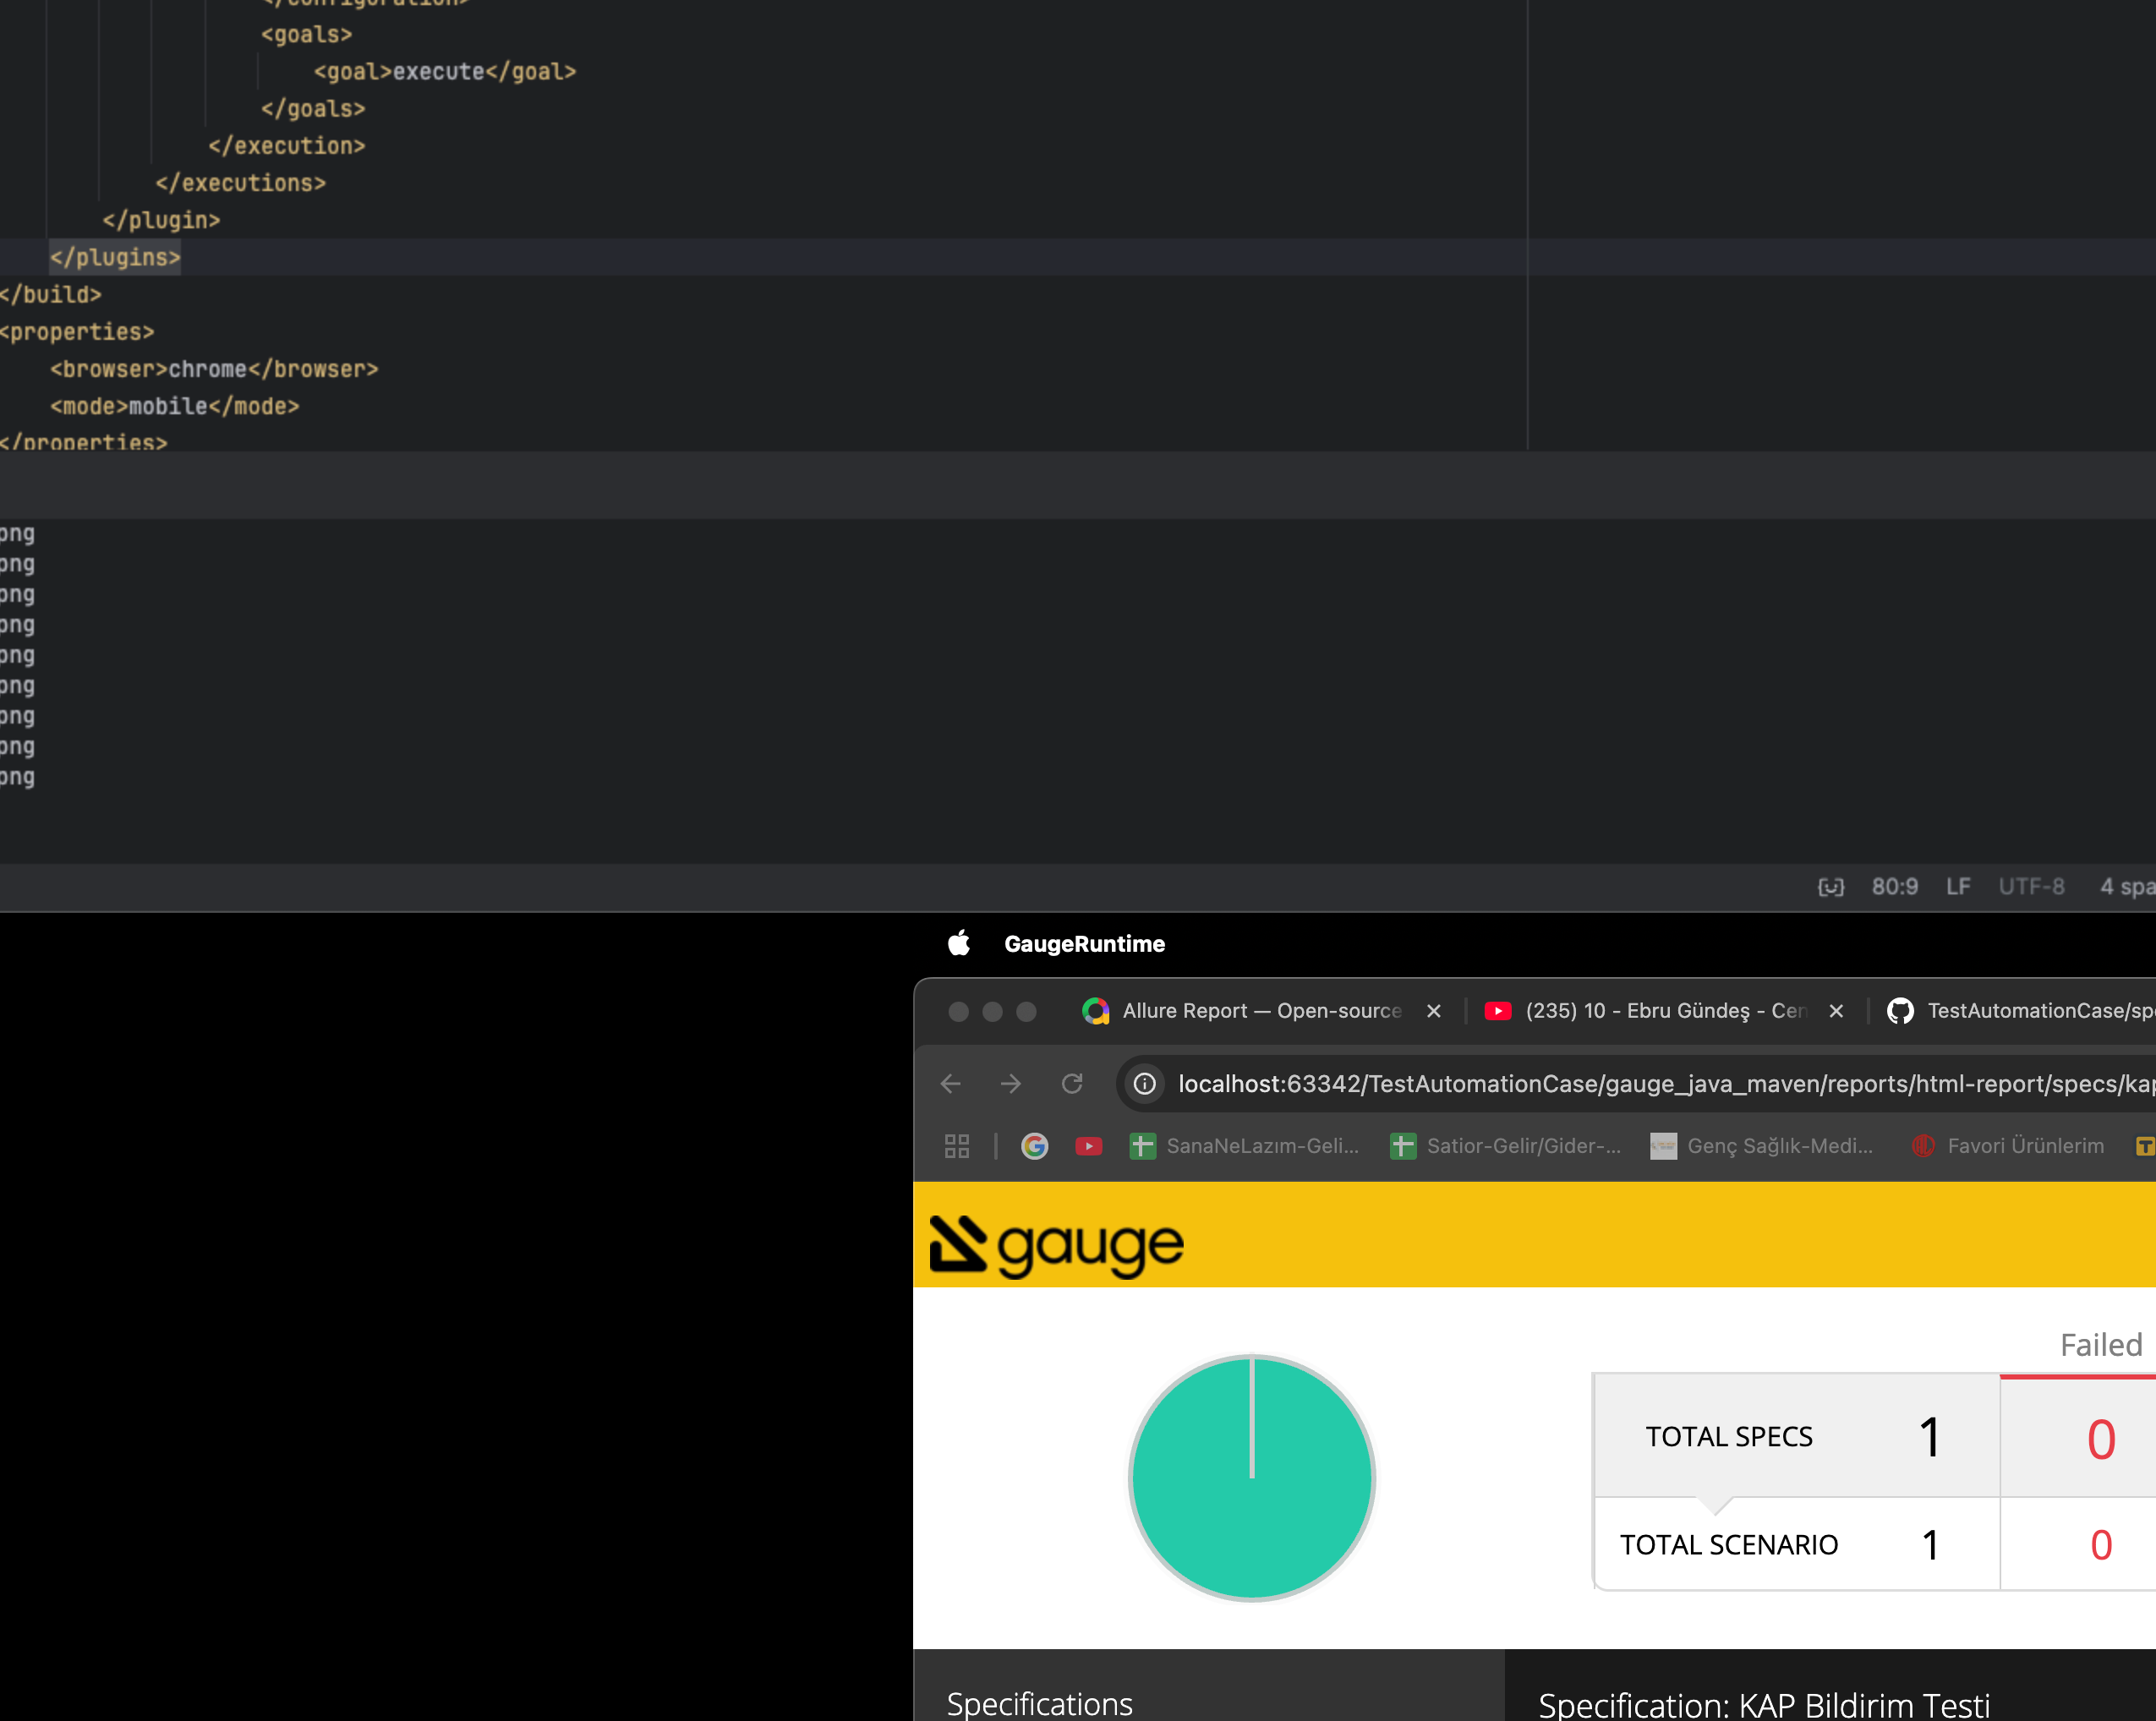 </configuration>
<goals>
<goal>execute</goal>
</goals>
</execution>
</executions>
</plugin>
</plugins>
</build>
<properties>
<browser>chrome</browser>
<mode>mobile</mode>
</properties>
png
png
png
png
png
png
png
png
png
80:9 LF UTF-8 4 spa
GaugeRuntime
Allure Report — Open-source (235) 10 - Ebru Gündeş - Cen TestAutomationCase/spe
localhost:63342/TestAutomationCase/gauge_java_maven/reports/html-report/specs/kap
SanaNeLazım-Geli... Satior-Gelir/Gider-... Genç Sağlık-Medi... Favori Ürünlerim
gauge
Failed
TOTAL SPECS 1 0
TOTAL SCENARIO 1 0
Specifications
Specification: KAP Bildirim Testi